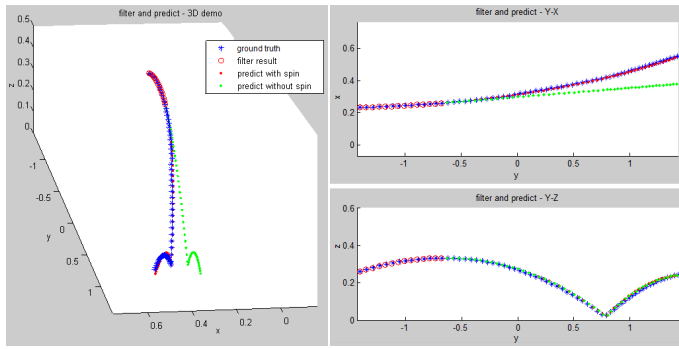 filter and predict - 3D demo
0.5
0.4
0.3
0.2
0.1
0
z
ground truth
filter result
predict with spin
predict without spin
-1
-0.5
0
0.5
1
y
0.6
0.4
0.2
0
x
filter and predict - Y-X
0.6
0.4
0.2
0
x
-1
-0.5
0
0.5
1
y
filter and predict - Y-Z
0.6
0.4
0.2
0
z
-1
-0.5
0
0.5
1
y